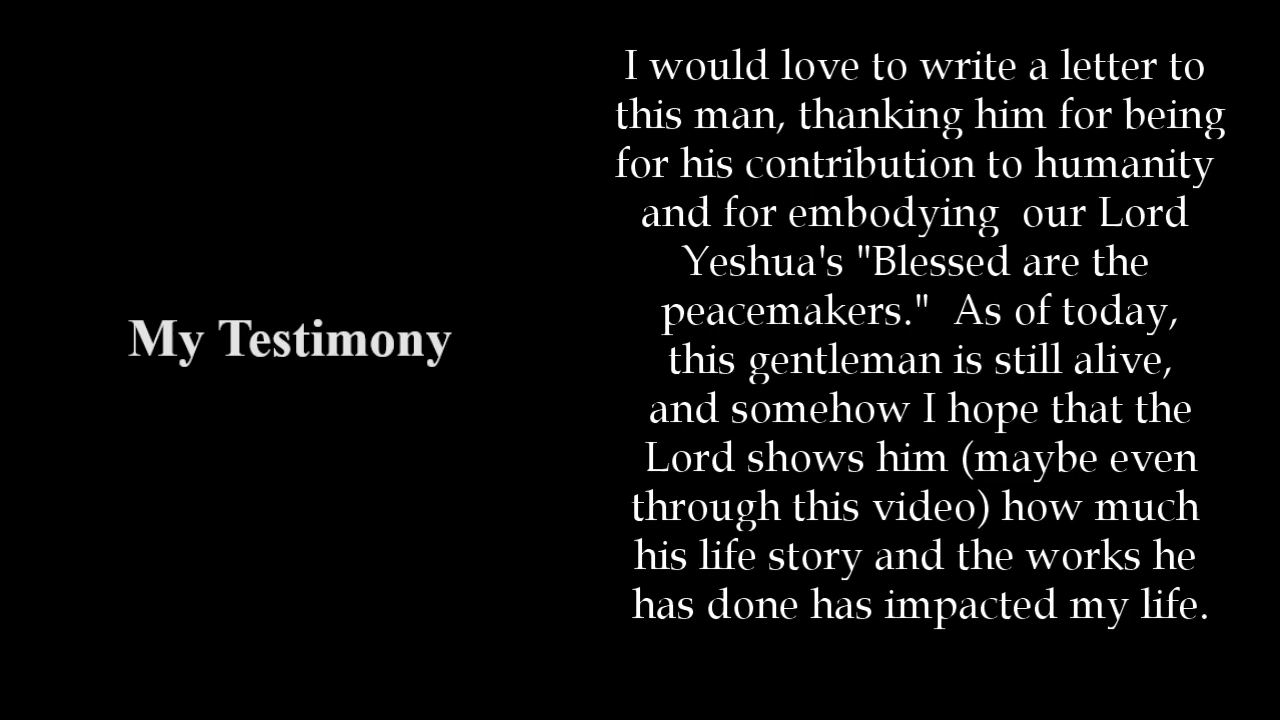 My Testimony
I would love to write a letter to
this man, thanking him for being
for his contribution to humanity
and for embodying  our Lord
Yeshua's "Blessed are the
peacemakers."  As of today,
this gentleman is still alive,
and somehow I hope that the
Lord shows him (maybe even
through this video) how much
his life story and the works he
has done has impacted my life.